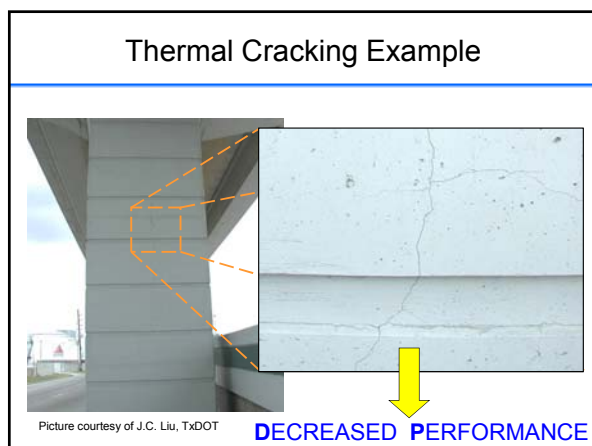 Thermal Cracking Example
Picture courtesy of J.C. Liu, TxDOT
DECREASED PERFORMANCE